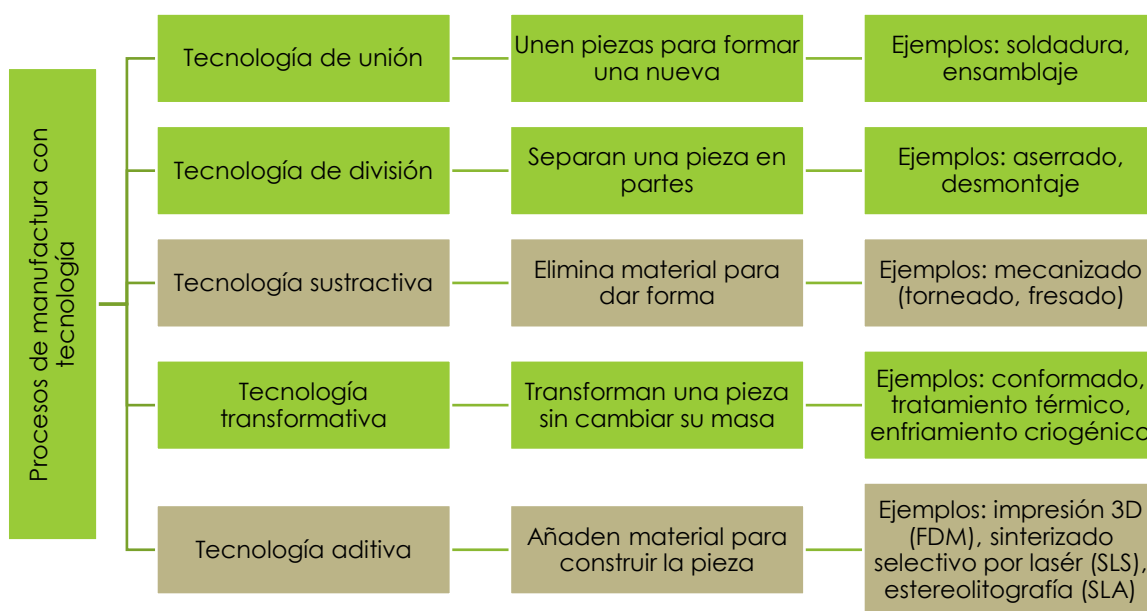 Procesos de manufactura con
tecnología
Tecnología de unión
Unen piezas para formar
una nueva
Ejemplos: soldadura,
ensamblaje
Tecnología de división
Separan una pieza en
partes
Ejemplos: aserrado,
desmontaje
Tecnología sustractiva
Elimina material para
dar forma
Ejemplos: mecanizado
(torneado, fresado)
Tecnología
transformativa
Transforman una pieza
sin cambiar su masa
Ejemplos: conformado,
tratamiento térmico,
enfriamiento criogénico
Tecnología aditiva
Añaden material para
construir la pieza
Ejemplos: impresión 3D
(FDM), sinterizado
selectivo por lasér (SLS),
estereolitografía (SLA)